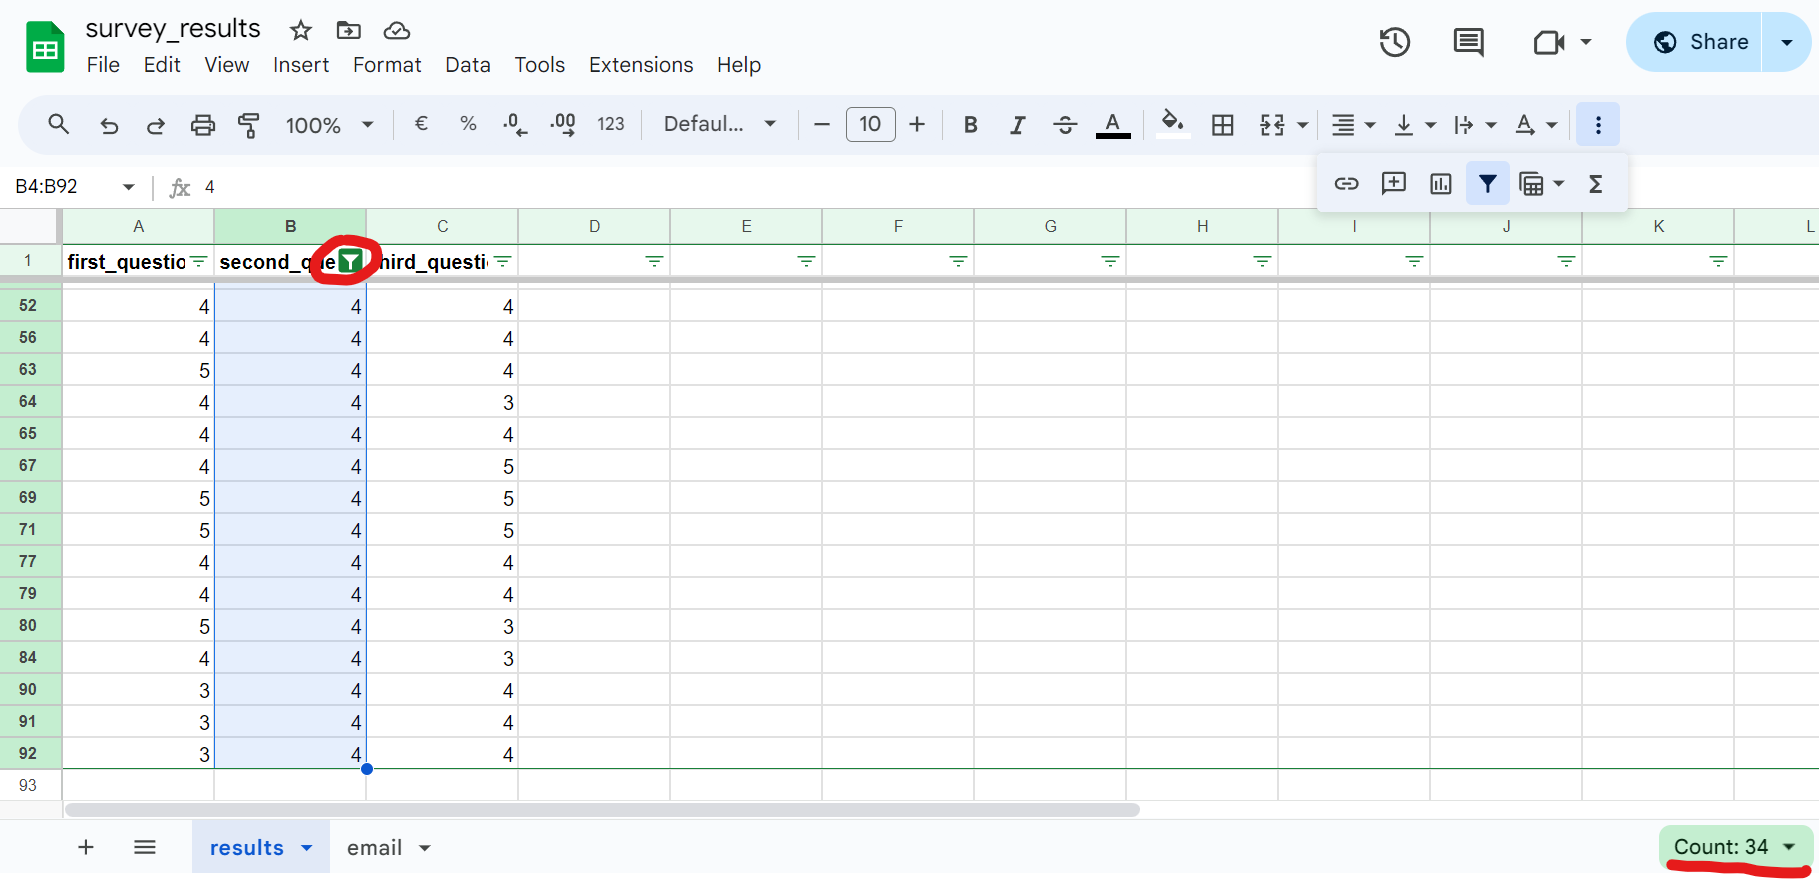 survey_results
File Edit View Insert Format Data Tools Extensions Help
Share
100% € % .0 .00 123 Defaul... 10 B I A A
B4:B92 fx 4
A B C D E F G H I J K L
1 first_questio second_que hird_questi
52 4 4 4
56 4 4 4
63 5 4 4
64 4 4 3
65 4 4 4
67 4 4 5
69 5 4 5
71 5 4 5
77 4 4 4
79 4 4 4
80 5 4 3
84 4 4 3
90 3 4 4
91 3 4 4
92 3 4 4
93
results email Count: 34